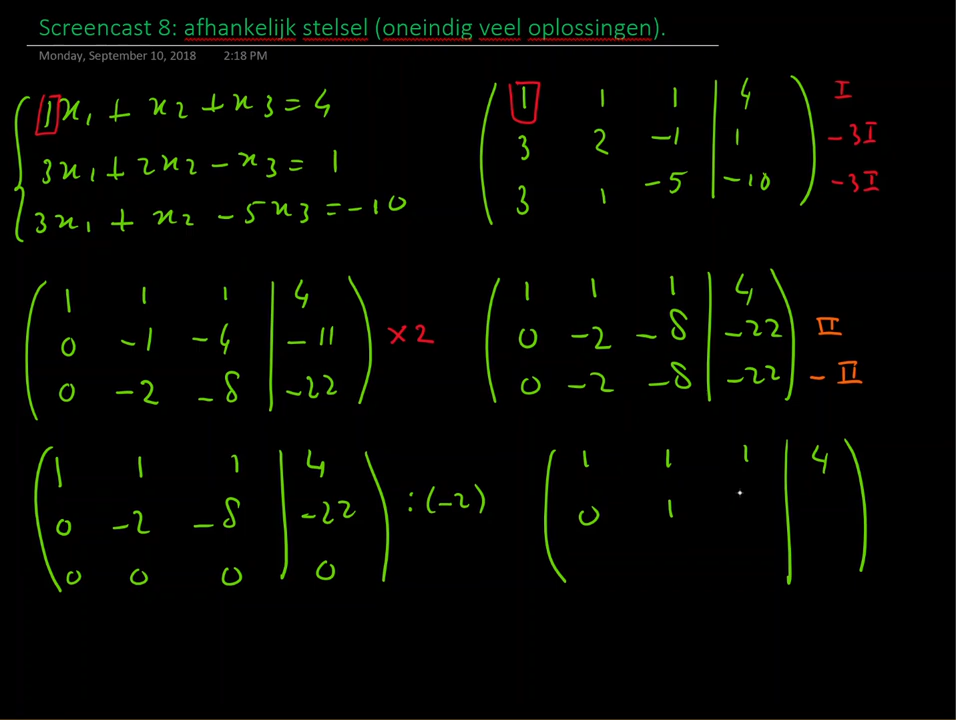 Screencast 8: afhankelijk stelsel (oneindig veel oplossingen).
Monday, September 10, 2018 2:18 PM
1x₁ + x₂ + x₃ = 4
3x₁ + 2x₂ - x₃ = 1
3x₁ + x₂ - 5x₃ = -10
1 1 1 | 4 I
3 2 -1 | 1 -3I
3 1 -5 | -10 -3I
1 1 1 | 4
0 -1 -4 | -11 ×2
0 -2 -8 | -22
1 1 1 | 4
0 -2 -8 | -22 II
0 -2 -8 | -22 -II
1 1 1 | 4
0 -2 -8 | -22 :(-2)
0 0 0 | 0
1 1 1 | 4
0 1